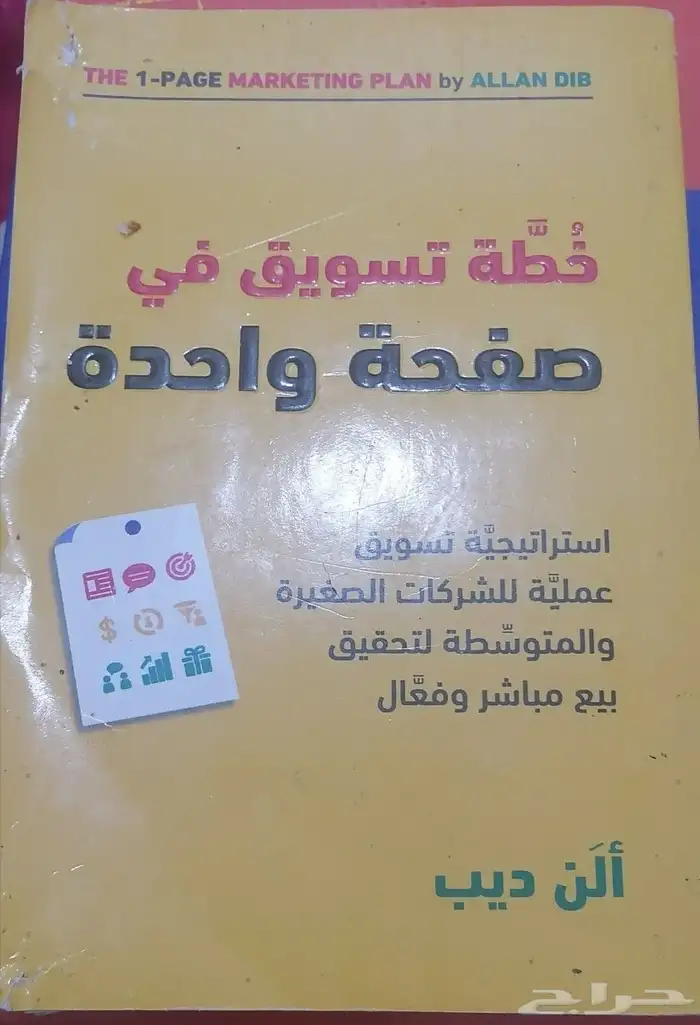 THE 1-PAGE MARKETING PLAN by ALLAN DIB
خُطَّة تسويق في
صفحة واحدة
استراتيجيَّة تسويق
عمليَّة للشركات الصغيرة
والمتوسِّطة لتحقيق
بيع مباشر وفعَّال
ألَن ديب
حراج